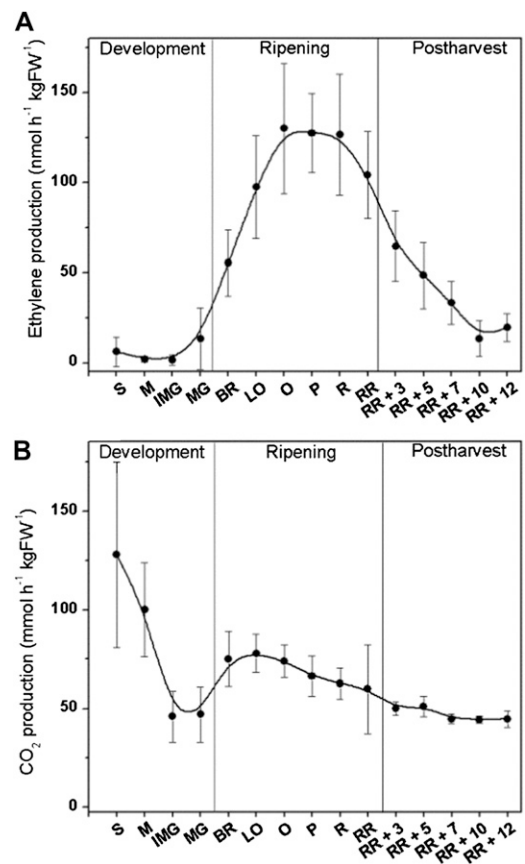 A
Development Ripening Postharvest
Ethylene production (nmol h⁻¹ kgFW⁻¹)
150
100
50
0
S M IMG MG BR LO O P R RR RR + 3 RR + 5 RR + 7 RR + 10 RR + 12
B
Development Ripening Postharvest
CO₂ production (mmol h⁻¹ kgFW⁻¹)
150
100
50
0
S M IMG MG BR LO O P R RR RR + 3 RR + 5 RR + 7 RR + 10 RR + 12